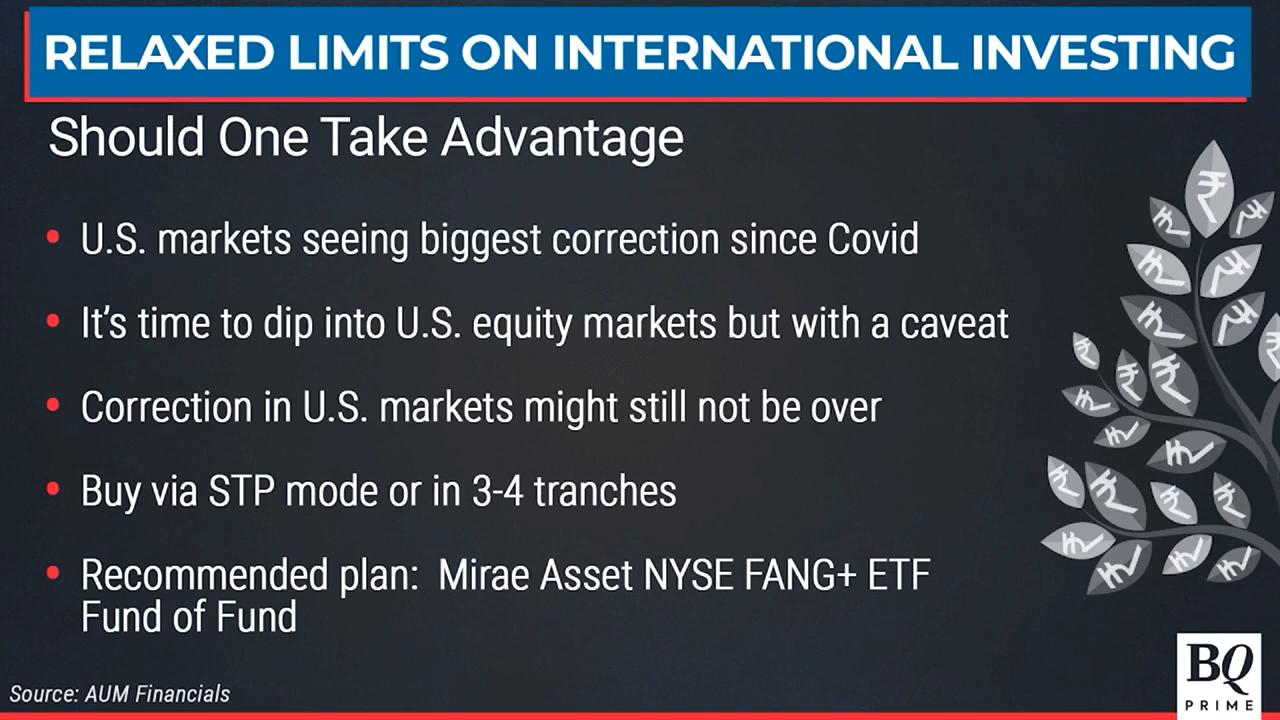 RELAXED LIMITS ON INTERNATIONAL INVESTING
Should One Take Advantage
• U.S. markets seeing biggest correction since Covid
• It’s time to dip into U.S. equity markets but with a caveat
• Correction in U.S. markets might still not be over
• Buy via STP mode or in 3-4 tranches
• Recommended plan: Mirae Asset NYSE FANG+ ETF
Fund of Fund
Source: AUM Financials
BQ
PRIME